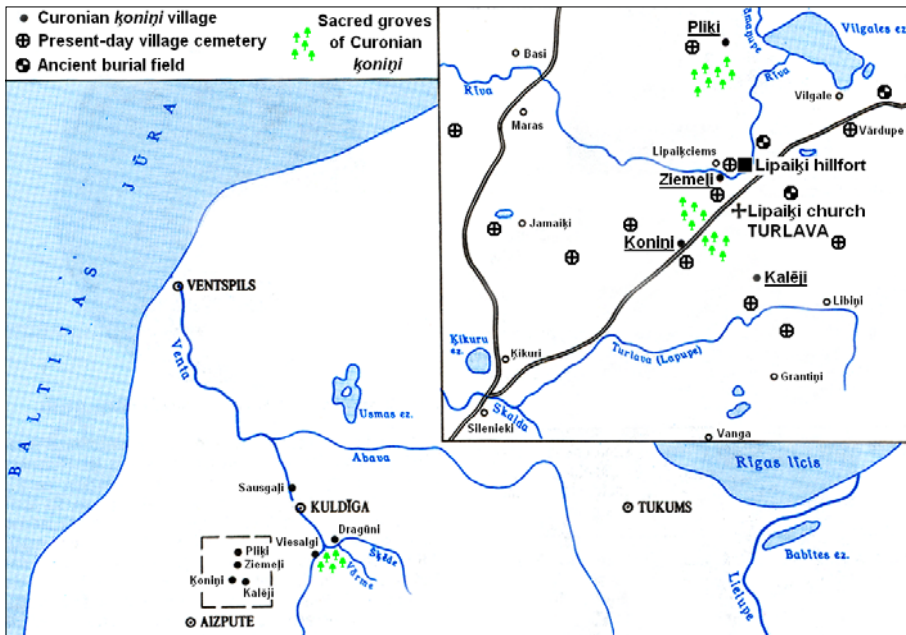 Curonian ķoniņi village
Present-day village cemetery
Ancient burial field
Sacred groves
of Curonian
ķoniņi
BALTIJAS JŪRA
VENTSPILS
Venta
Usmas ez.
Abava
Sausgaļi
KULDĪGA
Dragūni
Viesalgi
Šķēde
Vārme
Pliķi
Ziemeļi
Ķoniņi
Kalēji
AIZPUTE
TUKUMS
Rīgas līcis
Babītes ez.
Lielupe
Pliķi
Vilgales ez.
Basi
Rīva
Rīva
Maras
Vilgale
Vārdupe
Lipaiķciems
Lipaiķi hillfort
Ziemeļi
Lipaiķi church
TURLAVA
Jamaiķi
Konini
Kalēji
Libiņi
Ķikuru
ez.
Ķikuri
Turlava (Lapupe)
Grantiņi
Skalda
Silenieki
Vanga